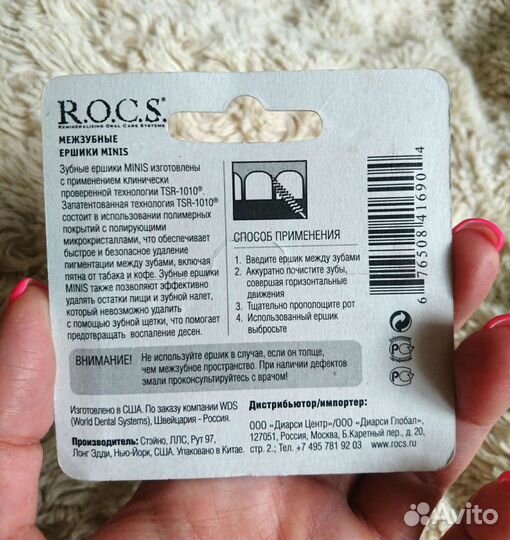 R.O.C.S.®
Remineralizing Oral Care Systems
МЕЖЗУБНЫЕ
ЕРШИКИ MINIS
Зубные ершики MINIS изготовлены
с применением клинически
проверенной технологии TSR-1010®.
Запатентованная технология TSR-1010®
состоит в использовании полимерных
покрытий с полирующими
микрокристаллами, что обеспечивает
быстрое и безопасное удаление
пигментации между зубами, включая
пятна от табака и кофе. Зубные ершики
MINIS также позволяют эффективно
удалять остатки пищи и зубной налет,
который невозможно удалить
с помощью зубной щетки, что помогает
предотвращать воспаление десен.
СПОСОБ ПРИМЕНЕНИЯ
1. Введите ершик между зубами
2. Аккуратно почистите зубы,
совершая горизонтальные
движения
3. Тщательно прополощите рот
4. Использованный ершик
выбросьте
6 76508 41690 4
РС
РС
ВНИМАНИЕ!
Не используйте ершик в случае, если он толще,
чем межзубное пространство. При наличии дефектов
эмали проконсультируйтесь с врачом!
Изготовлено в США. По заказу компании WDS
(World Dental Systems), Швейцария - Россия.
Производитель: Стэйно, ЛЛС, Рут 97,
Лонг Эдди, Нью-Йорк, США. Упаковано в Китае.
Дистрибьютор/импортер:
ООО «Диарси Центр»/ООО «Диарси Глобал»,
127051, Россия, Москва, Б.Каретный пер., д. 20,
стр. 2.; Тел. +7 495 781 92 03 www.rocs.ru
Avito